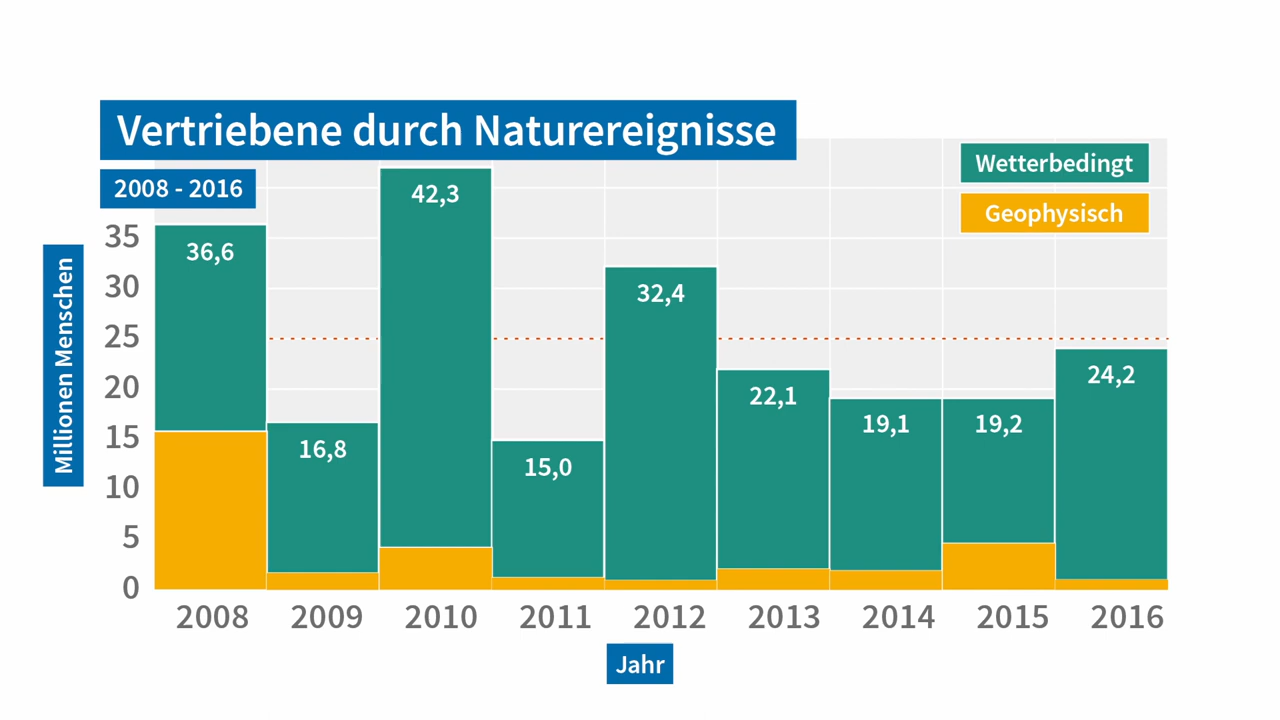 Vertriebene durch Naturereignisse
2008 - 2016
Wetterbedingt
Geophysisch
Millionen Menschen
35
30
25
20
15
10
5
0
36,6
16,8
42,3
15,0
32,4
22,1
19,1
19,2
24,2
2008 2009 2010 2011 2012 2013 2014 2015 2016
Jahr